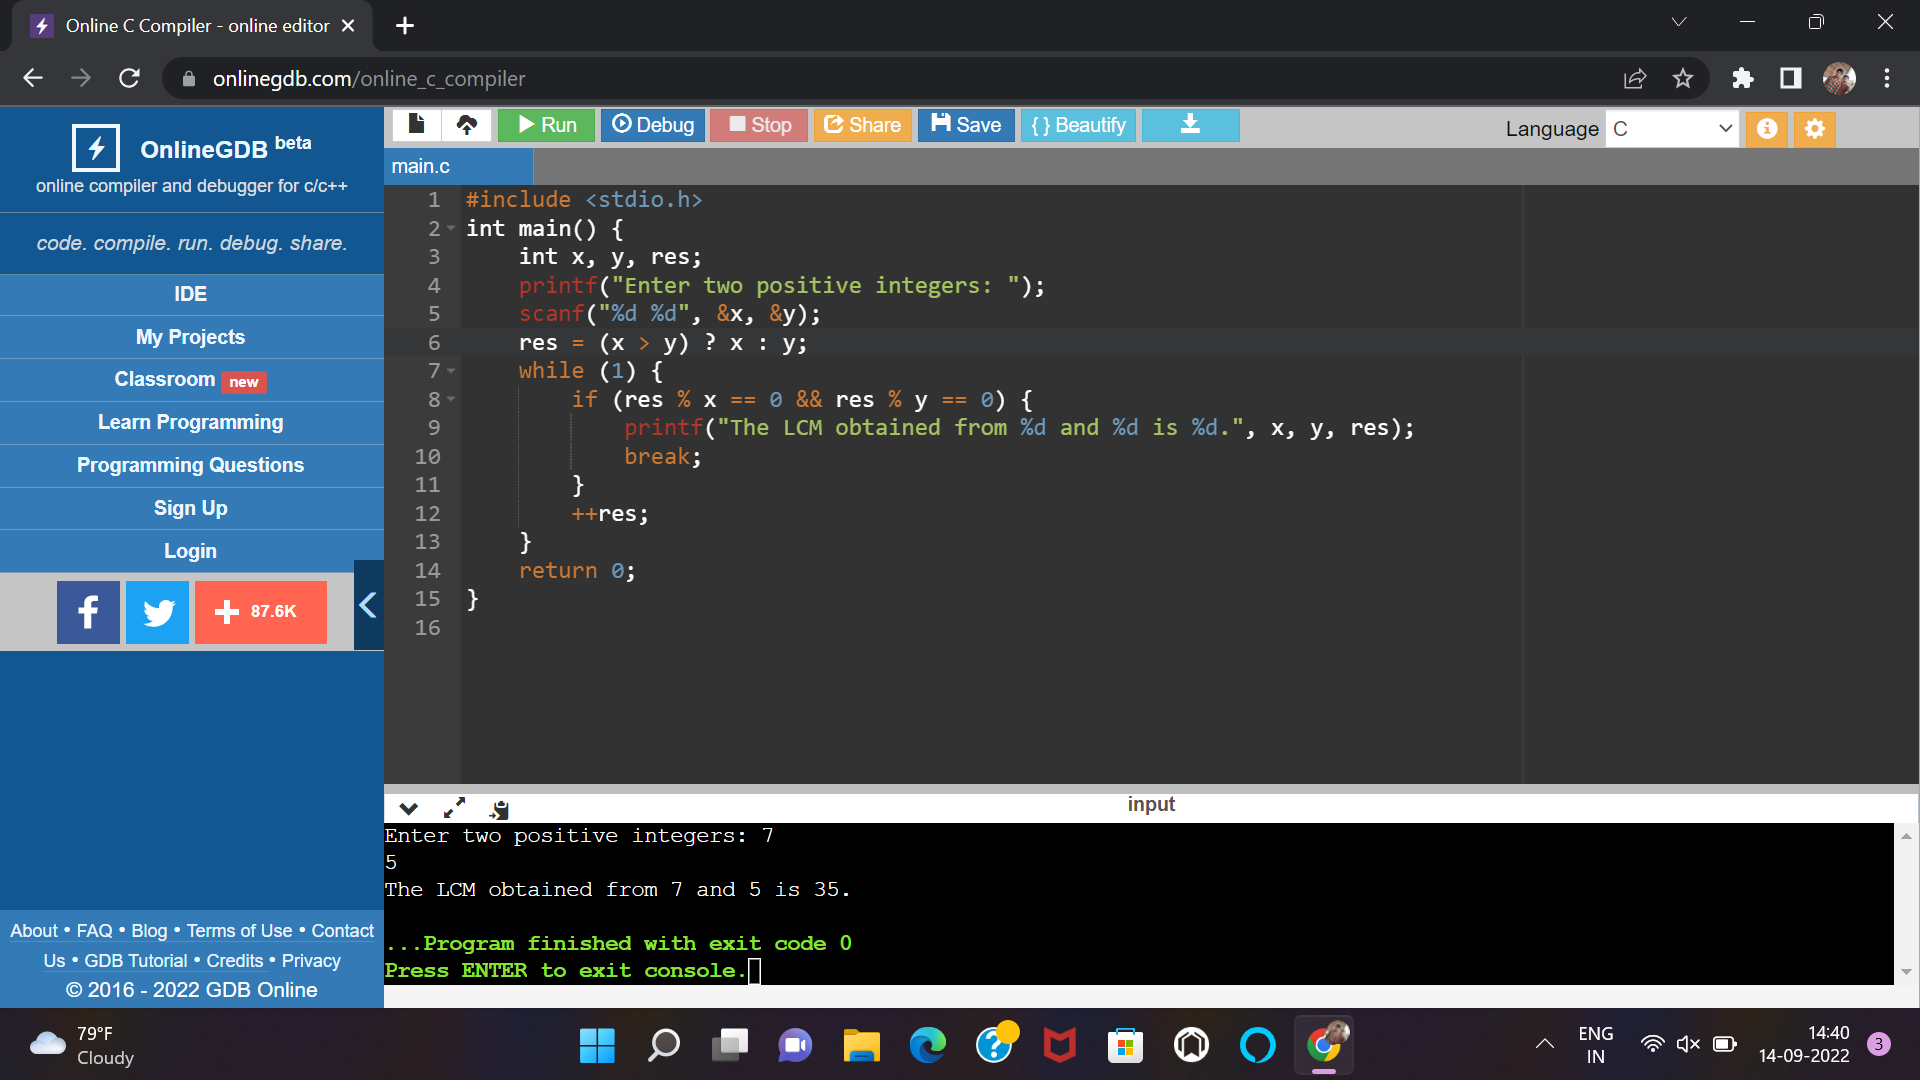 Online C Compiler - online editor
onlinegdb.com/online_c_compiler
OnlineGDB beta
online compiler and debugger for c/c++
code. compile. run. debug. share.
IDE
My Projects
Classroom new
Learn Programming
Programming Questions
Sign Up
Login
f
87.6K
About • FAQ • Blog • Terms of Use • Contact
Us • GDB Tutorial • Credits • Privacy
© 2016 - 2022 GDB Online
Run Debug Stop Share Save { } Beautify
Language C
main.c
1 #include <stdio.h>
2 int main() {
3 int x, y, res;
4 printf("Enter two positive integers: ");
5 scanf("%d %d", &x, &y);
6 res = (x > y) ? x : y;
7 while (1) {
8 if (res % x == 0 && res % y == 0) {
9 printf("The LCM obtained from %d and %d is %d.", x, y, res);
10 break;
11 }
12 ++res;
13 }
14 return 0;
15 }
16
input
Enter two positive integers: 7
5
The LCM obtained from 7 and 5 is 35.
...Program finished with exit code 0
Press ENTER to exit console.
79°F
Cloudy
ENG
IN
14:40
14-09-2022
3